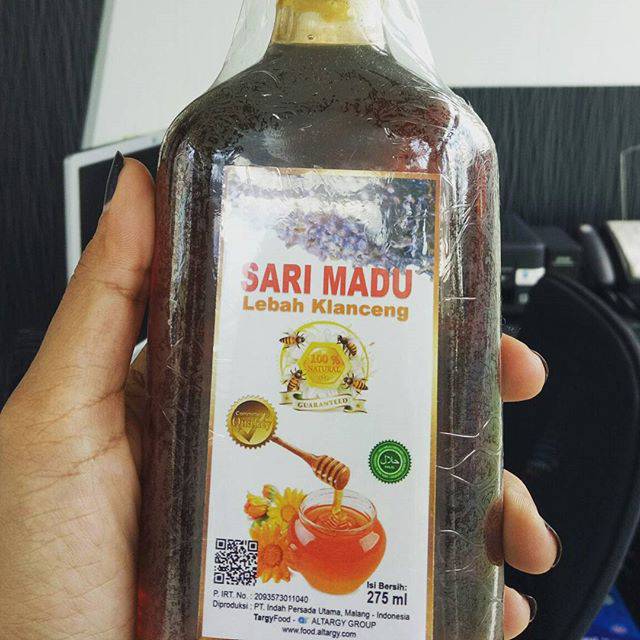 SARI MADU
Lebah Klanceng
100 %
NATURAL
GUARANTEED
Quality
حلال
Isi Bersih:
275 ml
P. IRT. No. : 2093573011040
Diproduksi : PT. Indah Persada Utama, Malang - Indonesia
TargyFood - ALTARGY GROUP
www.food.altargy.com